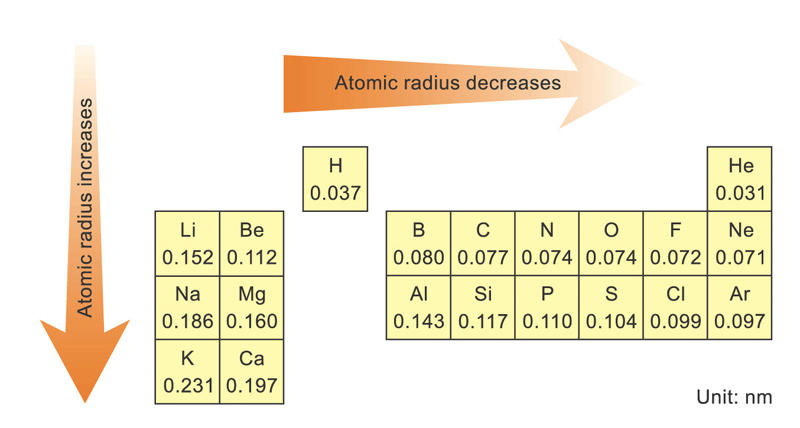 Atomic radius decreases
Atomic radius increases
H
0.037
He
0.031
Li
0.152
Be
0.112
B
0.080
C
0.077
N
0.074
O
0.074
F
0.072
Ne
0.071
Na
0.186
Mg
0.160
Al
0.143
Si
0.117
P
0.110
S
0.104
Cl
0.099
Ar
0.097
K
0.231
Ca
0.197
Unit: nm